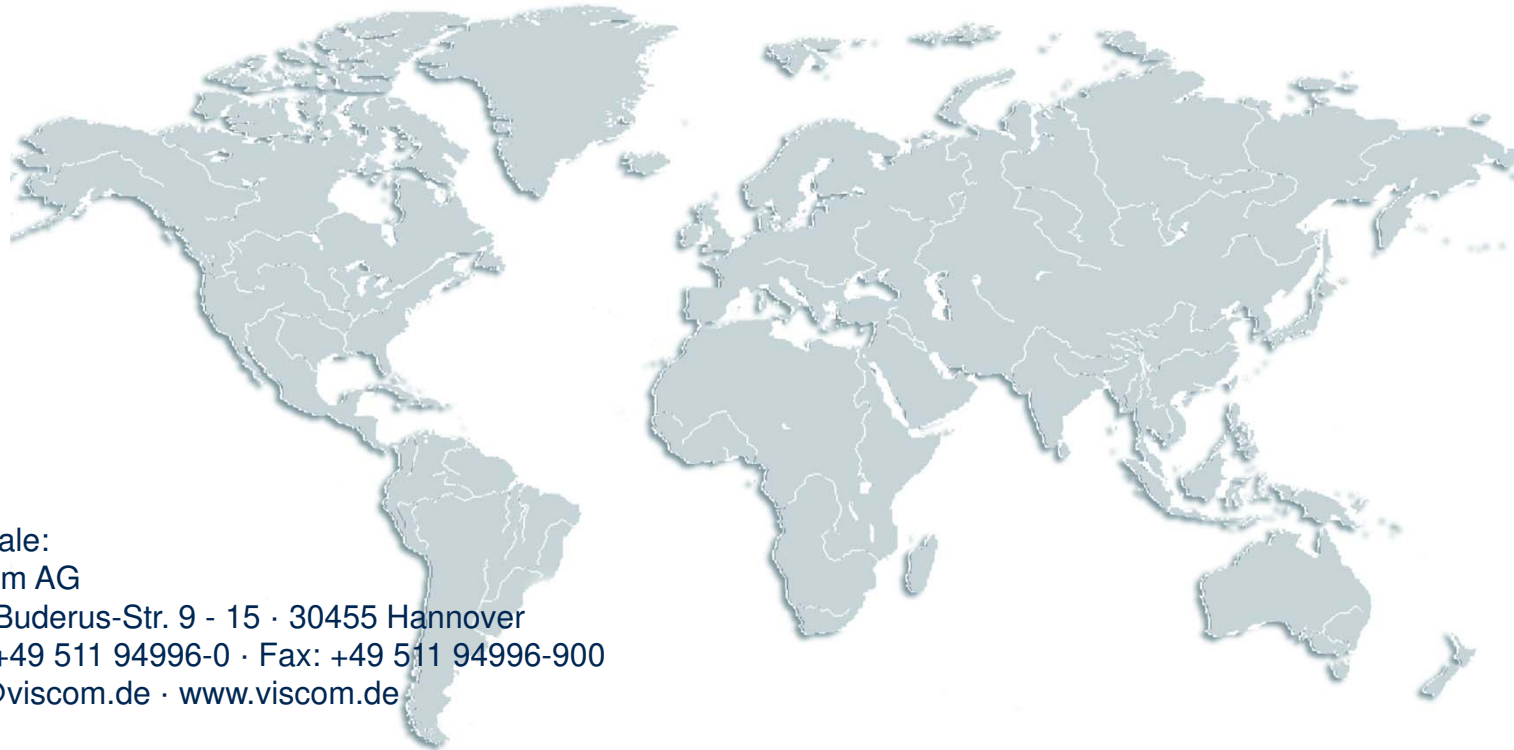 ale:
m AG
Buderus-Str. 9 - 15 · 30455 Hannover
+49 511 94996-0 · Fax: +49 511 94996-900
@viscom.de · www.viscom.de